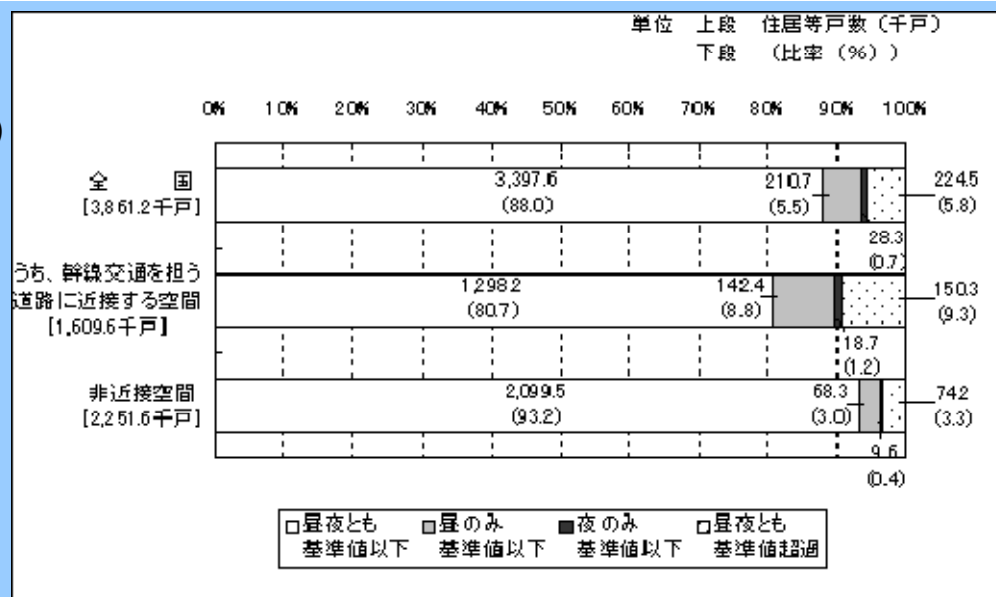 単位 上段 住居等戸数（千戸）
下段 （比率（%））
0% 10% 20% 30% 40% 50% 60% 70% 80% 90% 100%
全国
[3,861.2千戸]
3,397.6
(88.0)
210.7
(5.5)
224.5
(5.8)
28.3
(0.7)
うち、幹線交通を担う
道路に近接する空間
[1,609.6千戸]
1,298.2
(80.7)
142.4
(8.8)
150.3
(9.3)
18.7
(1.2)
非近接空間
[2,251.6千戸]
2,099.5
(93.2)
68.3
(3.0)
74.2
(3.3)
9.6
(0.4)
昼夜とも 昼のみ 夜のみ 昼夜とも
基準値以下 基準値以下 基準値以下 基準値超過